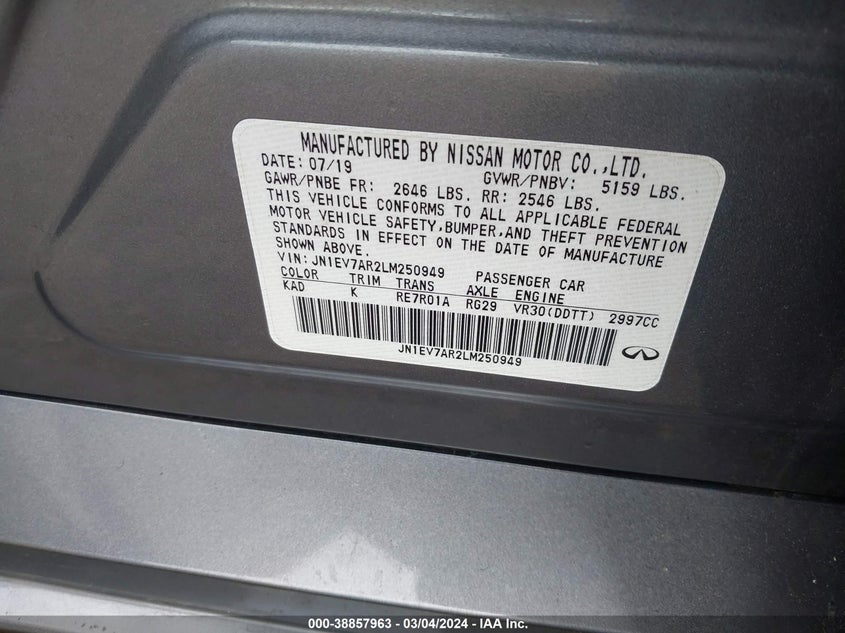 MANUFACTURED BY NISSAN MOTOR CO.,LTD.
DATE: 07/19 GVWR/PNBV: 5159 LBS.
GAWR/PNBE FR: 2646 LBS. RR: 2546 LBS.
THIS VEHICLE CONFORMS TO ALL APPLICABLE FEDERAL
MOTOR VEHICLE SAFETY,BUMPER,AND THEFT PREVENTION
STANDARDS IN EFFECT ON THE DATE OF MANUFACTURE
SHOWN ABOVE.
VIN: JN1EV7AR2LM250949 PASSENGER CAR
COLOR TRIM TRANS AXLE ENGINE
KAD K RE7R01A RG29 VR30(DDTT) 2997CC
JN1EV7AR2LM250949
000-38857963 - 03/04/2024 - IAA Inc.